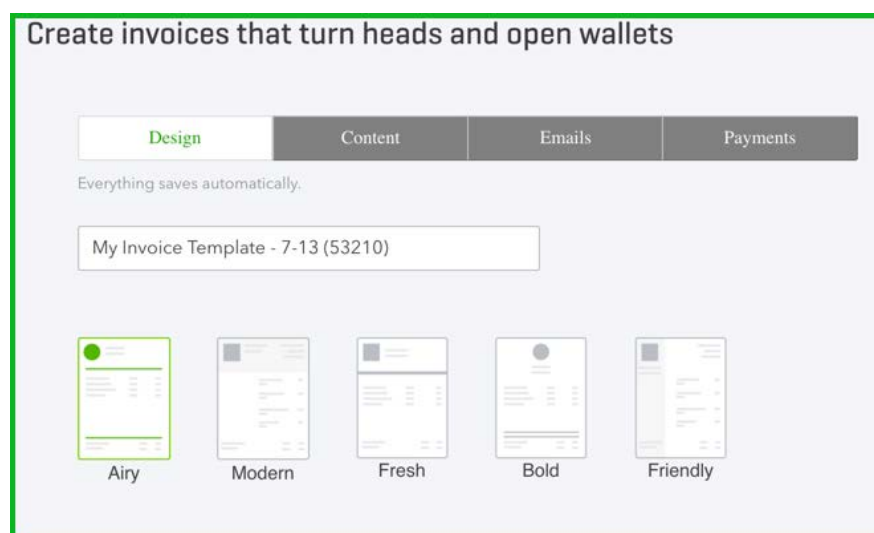 Create invoices that turn heads and open wallets
Design Content Emails Payments
Everything saves automatically.
My Invoice Template - 7-13 (53210)
Airy Modern Fresh Bold Friendly